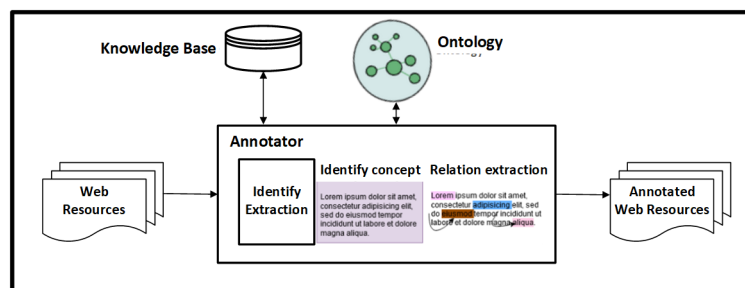 Knowledge Base
Ontology
Annotator
Web
Resources
Identify
Extraction
Identify concept
Lorem ipsum dolor sit amet,
consectetur adipisicing elit,
sed do eiusmod tempor
incididunt ut labore et dolore
magna aliqua.
Relation extraction
Lorem ipsum dolor sit amet,
consectetur adipisicing elit, sed
do eiusmod tempor incididunt ut
labore et dolore magna aliqua.
Annotated
Web Resources